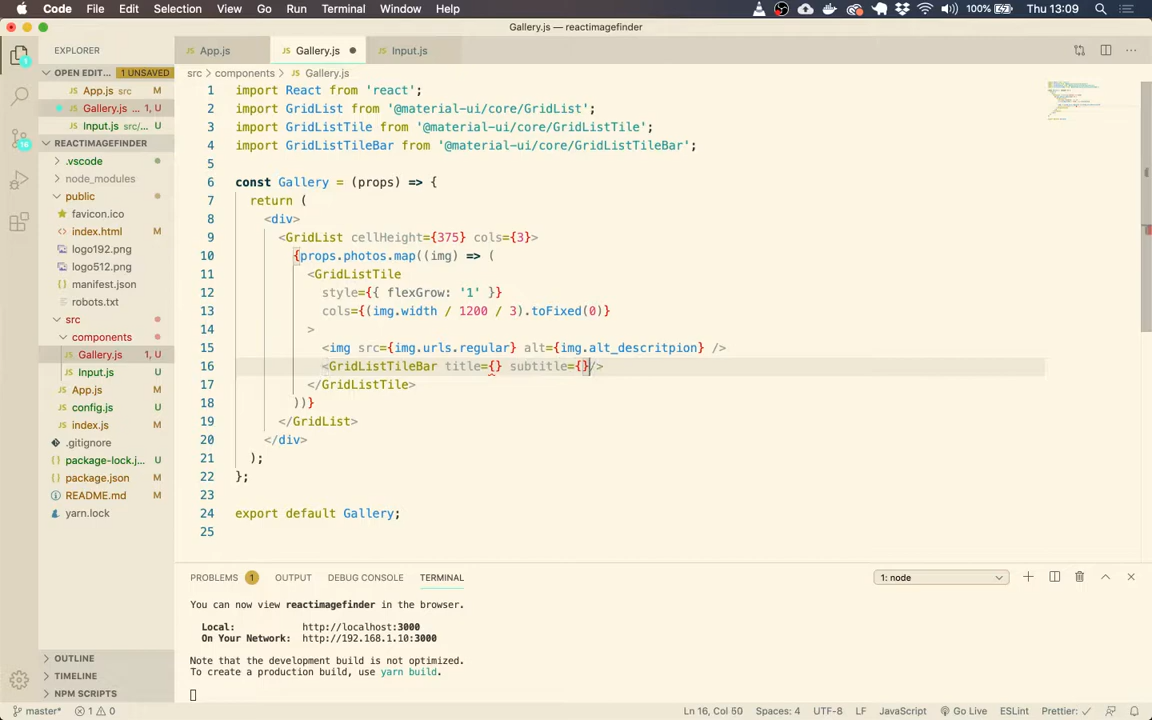 Code File Edit Selection View Go Run Terminal Window Help 100% Thu 13:09
Gallery.js — reactimagefinder
EXPLORER
App.js Gallery.js Input.js
OPEN EDIT... 1 UNSAVED
src > components > Gallery.js
App.js src M
Gallery.js ... 1, U
Input.js src/... U
REACTIMAGEFINDER
.vscode
node_modules
public
favicon.ico
index.html M
logo192.png
logo512.png
manifest.json
robots.txt
src
components
Gallery.js 1, U
Input.js U
App.js M
config.js U
index.js M
.gitignore
package-lock.j... U
package.json M
README.md M
yarn.lock
OUTLINE
TIMELINE
NPM SCRIPTS
1 import React from 'react';
2 import GridList from '@material-ui/core/GridList';
3 import GridListTile from '@material-ui/core/GridListTile';
4 import GridListTileBar from '@material-ui/core/GridListTileBar';
5
6 const Gallery = (props) => {
7 return (
8 <div>
9 <GridList cellHeight={375} cols={3}>
10 {props.photos.map((img) => (
11 <GridListTile
12 style={{ flexGrow: '1' }}
13 cols={(img.width / 1200 / 3).toFixed(0)}
14 >
15 <img src={img.urls.regular} alt={img.alt_descritpion} />
16 <GridListTileBar title={} subtitle={}/>
17 </GridListTile>
18 ))}
19 </GridList>
20 </div>
21 );
22 };
23
24 export default Gallery;
25
PROBLEMS 1 OUTPUT DEBUG CONSOLE TERMINAL 1: node
You can now view reactimagefinder in the browser.
Local: http://localhost:3000
On Your Network: http://192.168.1.10:3000
Note that the development build is not optimized.
To create a production build, use yarn build.
master* 1 0 Ln 16, Col 50 Spaces: 4 UTF-8 LF JavaScript Go Live ESLint Prettier: ✓